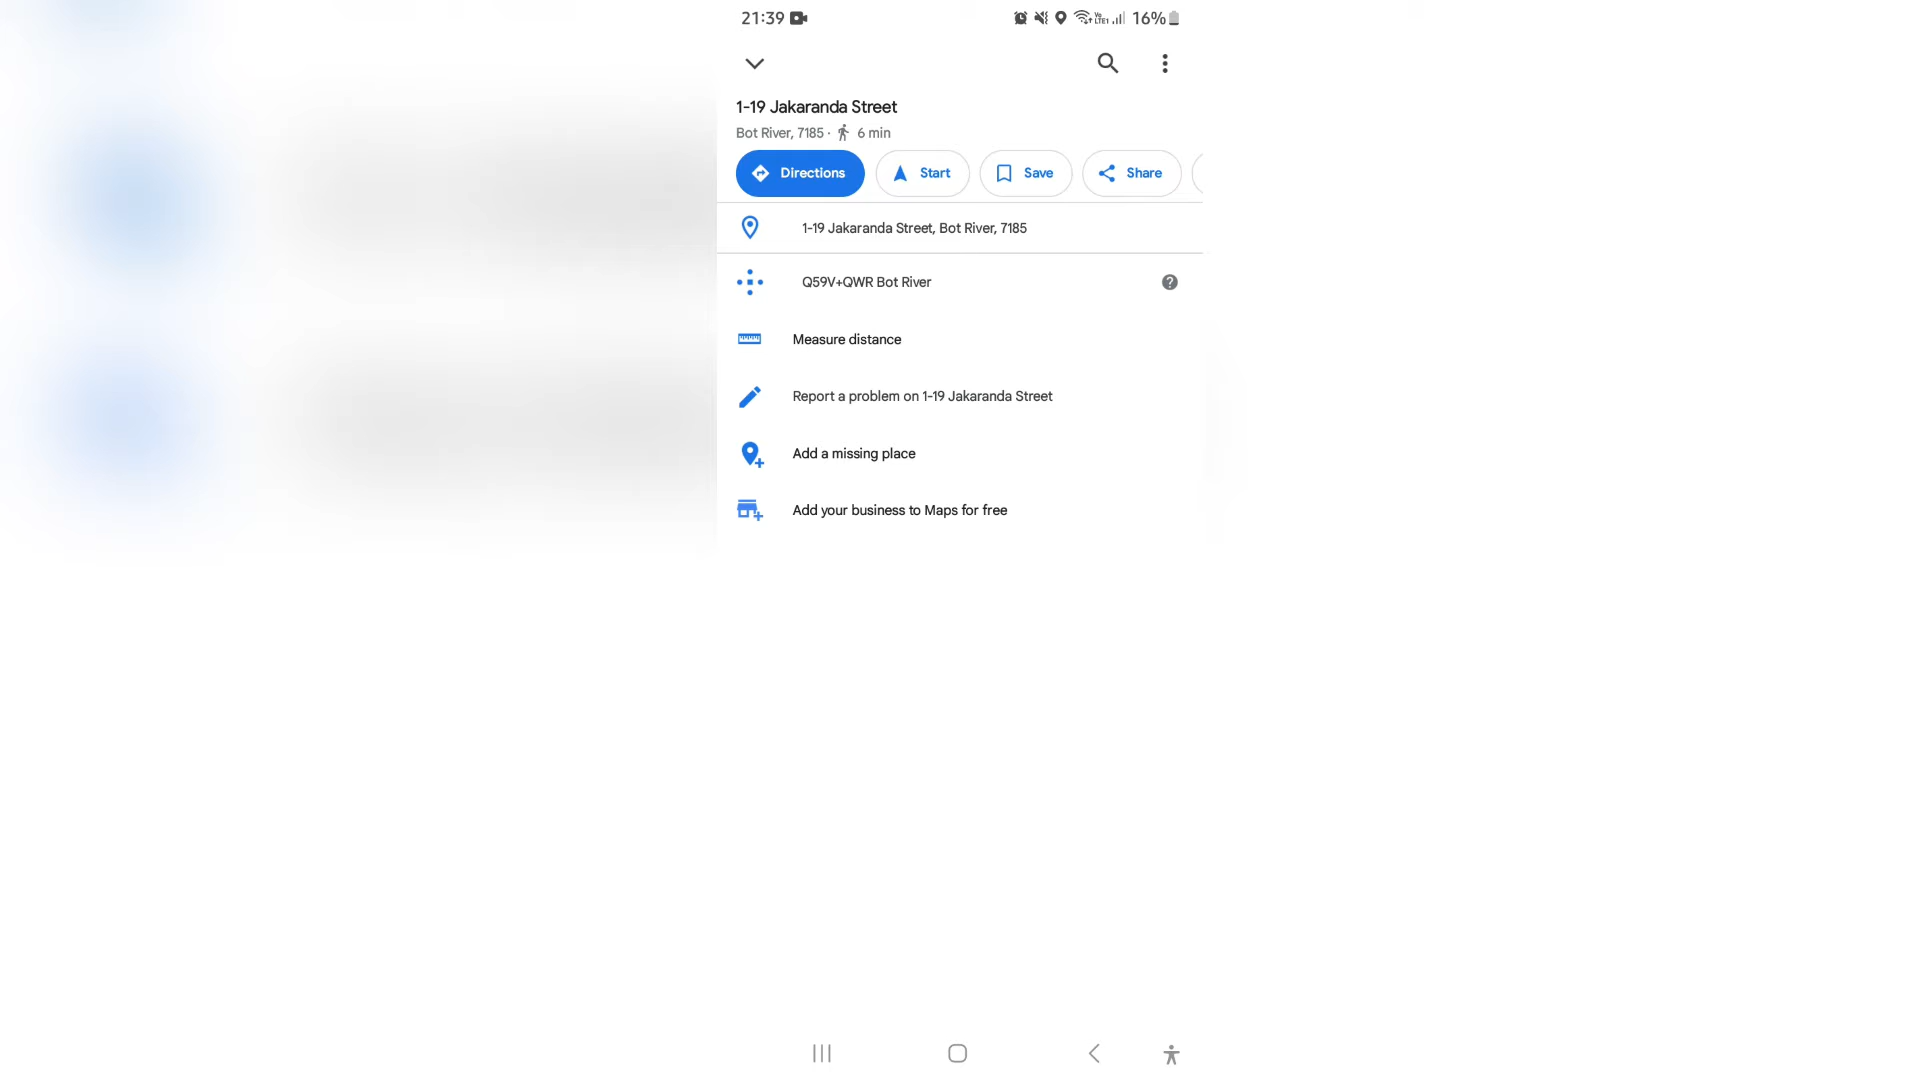 21:39 16%
1-19 Jakaranda Street
Bot River, 7185 · 6 min
Directions Start Save Share
1-19 Jakaranda Street, Bot River, 7185
Q59V+QWR Bot River
Measure distance
Report a problem on 1-19 Jakaranda Street
Add a missing place
Add your business to Maps for free